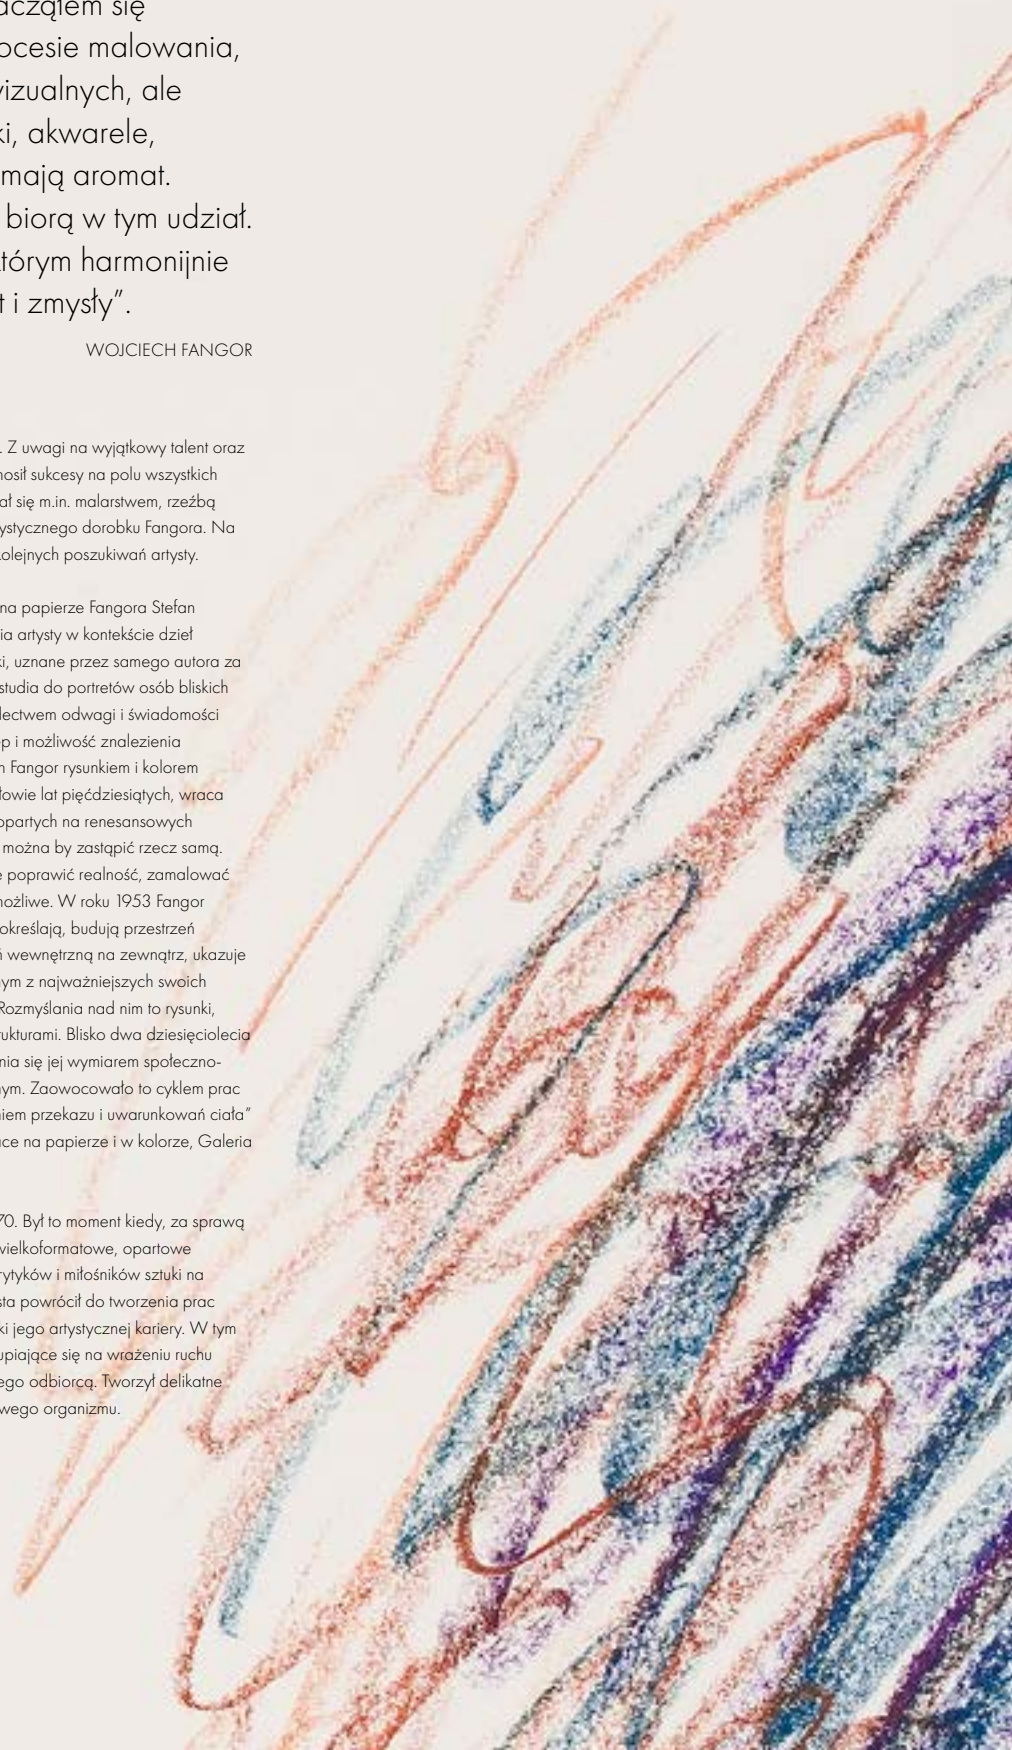 ocesie malowania,
wizualnych, ale
ki, akwarele,
mają aromat.
biorą w tym udział.
którym harmonijnie
t i zmysły”.
WOJCIECH FANGOR
. Z uwagi na wyjątkowy talent oraz
nosił sukcesy na polu wszystkich
ał się m.in. malarstwem, rzeźbą
ystycznego dorobku Fangora. Na
kolejnych poszukiwań artysty.
na papierze Fangora Stefan
ia artysty w kontekście dzieł
ki, uznane przez samego autora za
studia do portretów osób bliskich
dectwem odwagi i świadomości
p i możliwość znalezienia
n Fangor rysunkiem i kolorem
łowie lat pięćdziesiątych, wraca
opartych na renesansowych
można by zastąpić rzecz samą.
e poprawić realność, zamalować
możliwe. W roku 1953 Fangor
określają, budują przestrzeń
ń wewnętrzną na zewnątrz, ukazuje
nym z najważniejszych swoich
Rozmyślania nad nim to rysunki,
rukturami. Blisko dwa dziesięciolecia
nia się jej wymiarem społeczno-
nym. Zaowocowało to cyklem prac
niem przekazu i uwarunkowań ciała”
ace na papierze i w kolorze, Galeria
70. Był to moment kiedy, za sprawą
wielkoformatowe, opartowe
rytyków i miłośników sztuki na
sta powrócił do tworzenia prac
ki jego artystycznej kariery. W tym
upiające się na wrażeniu ruchu
ego odbiorcą. Tworzył delikatne
wego organizmu.